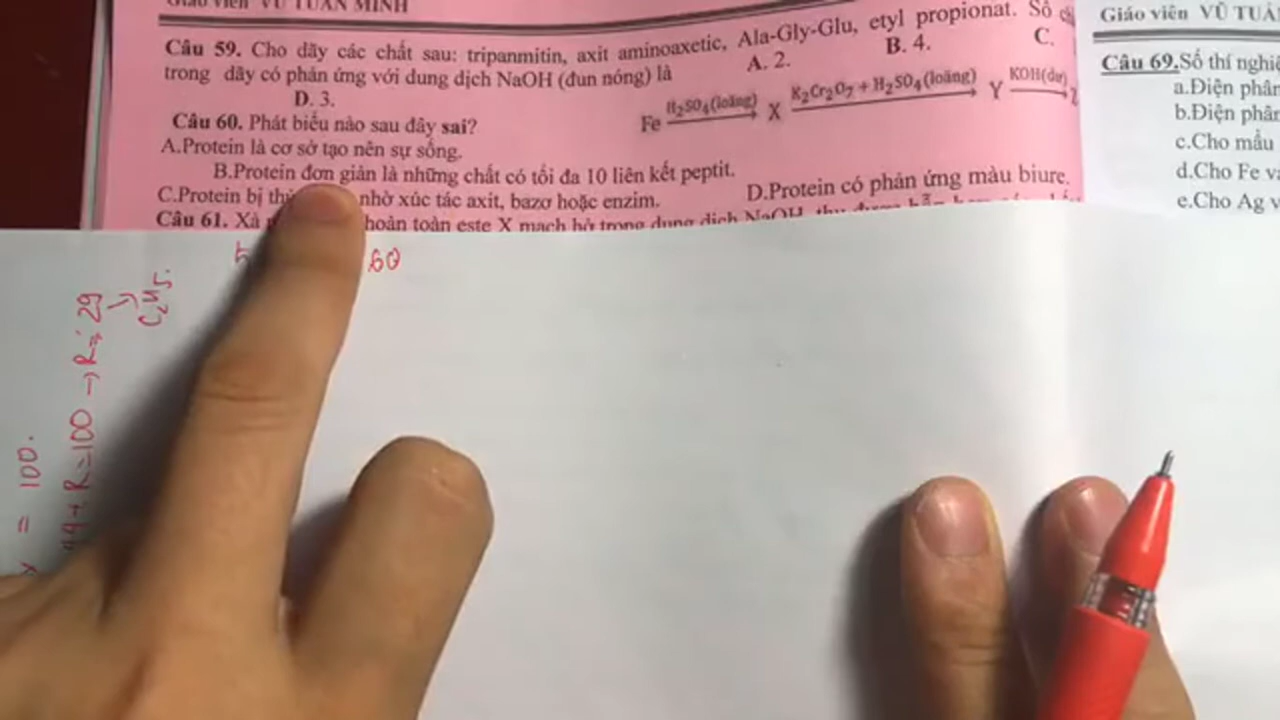 Giáo viên VŨ TUẤN MINH
Câu 59. Cho dãy các chất sau: tripanmitin, axit aminoaxetic, Ala-Gly-Glu, etyl propionat. Số
trong dãy có phản ứng với dung dịch NaOH (đun nóng) là
A. 2.
B. 4.
C.
D. 3.
Fe H2SO4(loãng) X K2Cr2O7 + H2SO4(loãng) Y KOH(dư)
Câu 60. Phát biểu nào sau đây sai?
A.Protein là cơ sở tạo nên sự sống.
B.Protein đơn giản là những chất có tối đa 10 liên kết peptit.
C.Protein bị nhờ xúc tác axit, bazơ hoặc enzim.
D.Protein có phản ứng màu biure.
Câu 61. Xà hoàn toàn este X mạch hở trong dung dịch NaOH, thu được
60
= 100.
+ R=100 → R= 29
C2H5.
Giáo viên VŨ
Câu 69.Số thí
a.Điện phân
b.Điện phân
c.Cho mẩu
d.Cho Fe
e.Cho Ag